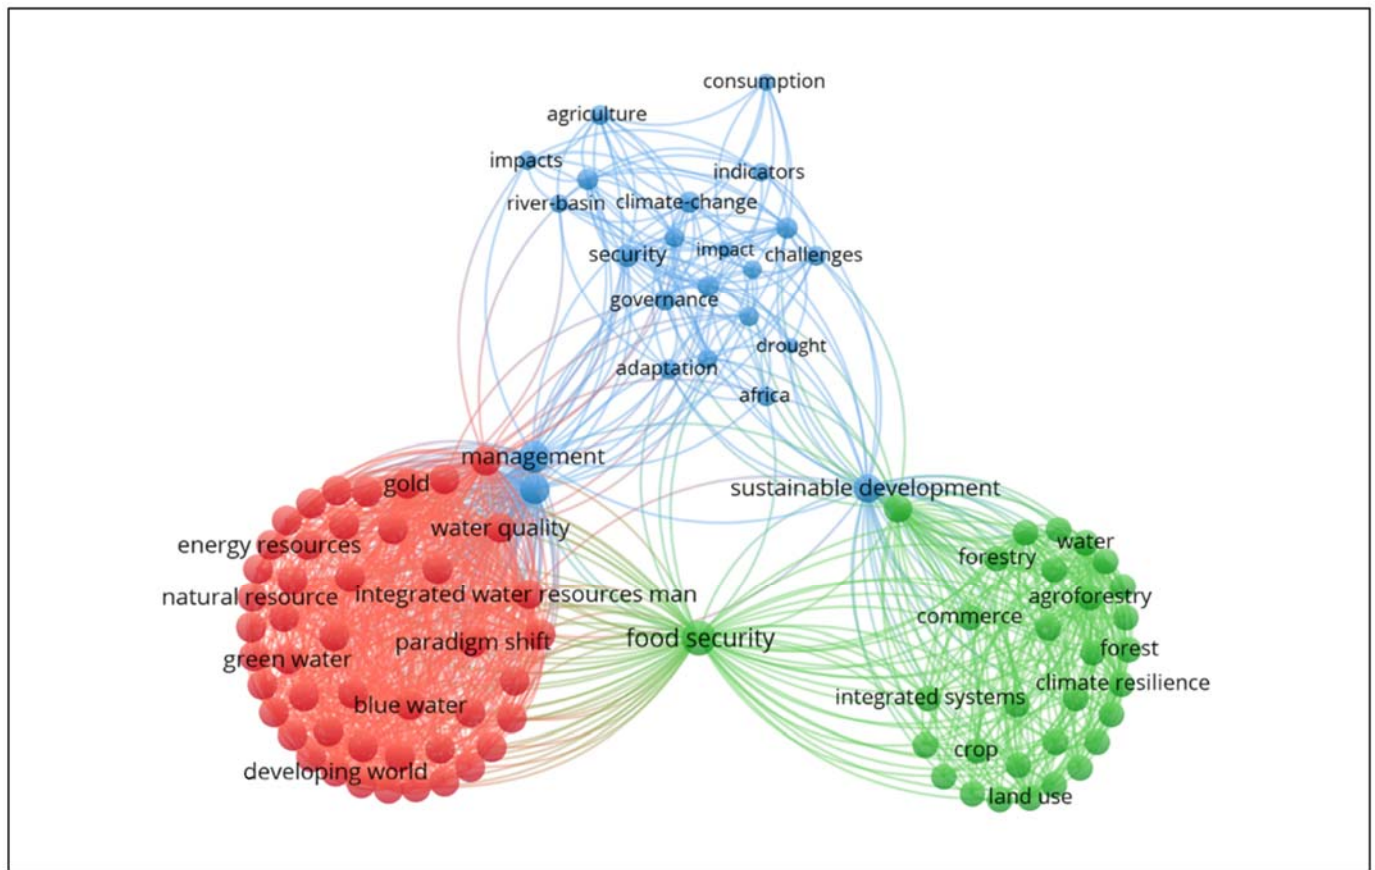 consumption
agriculture
impacts
indicators
river-basin
climate-change
security
impact
challenges
governance
drought
adaptation
africa
management
gold
sustainable development
water quality
energy resources
forestry
water
natural resource
integrated water resources man
agroforestry
commerce
paradigm shift
food security
green water
forest
climate resilience
integrated systems
blue water
crop
developing world
land use